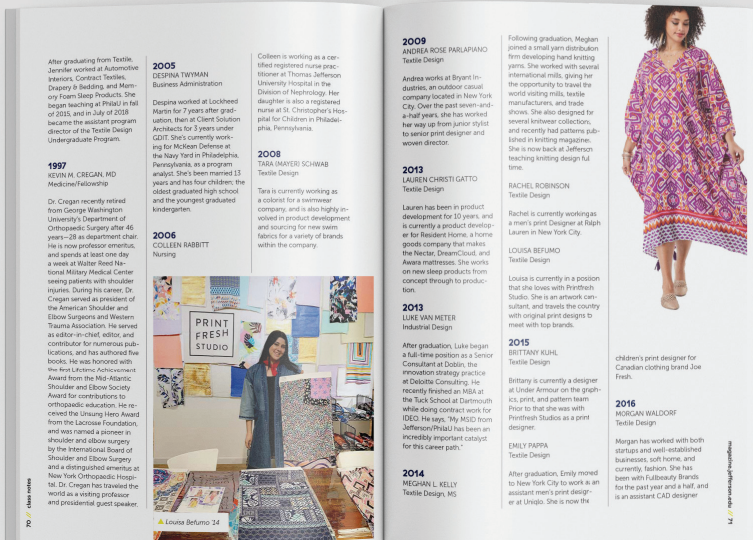 After graduating from Textile,
Jennifer worked at Automotive
Interiors, Contract Textiles,
Drapery & Bedding, and Mem-
ory Foam Sleep Products. She
began teaching at PhilaU in fall
of 2015, and in July of 2018
became the assistant program
director of the Textile Design
Undergraduate Program.
1997
KEVIN M. CREGAN, MD
Medicine/Fellowship
Dr. Cregan recently retired
from George Washington
University's Department of
Orthopaedic Surgery after 46
years—28 as department chair.
He is now professor emeritus,
and spends at least one day
a week at Walter Reed Na-
tional Military Medical Center
seeing patients with shoulder
injuries. During his career, Dr.
Cregan served as president of
the American Shoulder and
Elbow Surgeons and Western
Trauma Association. He served
as editor-in-chief, editor, and
contributor for numerous pub-
lications, and has authored five
books. He was honored with
the first Lifetime Achievement
Award from the Mid-Atlantic
Shoulder and Elbow Society
Award for contributions to
orthopaedic education. He re-
ceived the Unsung Hero Award
from the Lacrosse Foundation,
and was named a pioneer in
shoulder and elbow surgery
by the International Board of
Shoulder and Elbow Surgery
and a distinguished emeritus at
New York Orthopaedic Hospi-
tal. Dr. Cregan has traveled the
world as a visiting professor
and presidential guest speaker.
2005
DESPINA TWYMAN
Business Administration
Despina worked at Lockheed
Martin for 7 years after grad-
uation, then at Client Solution
Architects for 3 years under
GDIT. She's currently work-
ing for McKean Defense at
the Navy Yard in Philadelphia,
Pennsylvania, as a program
analyst. She's been married 13
years and has four children; the
oldest graduated high school
and the youngest graduated
kindergarten.
2006
COLLEEN RABBITT
Nursing
Colleen is working as a cer-
tified registered nurse prac-
titioner at Thomas Jefferson
University Hospital in the
Division of Nephrology. Her
daughter is also a registered
nurse at St. Christopher's Hos-
pital for Children in Philadel-
phia, Pennsylvania.
2008
TARA (MAYER) SCHWAB
Textile Design
Tara is currently working as
a colorist for a swimwear
company, and is also highly in-
volved in product development
and sourcing for new swim
fabrics for a variety of brands
within the company.
PRINT
FRESH
STUDIO
Louisa Befumo '14
70 // class notes
2009
ANDREA ROSE PARLAPIANO
Textile Design
Andrea works at Bryant In-
dustries, an outdoor casual
company located in New York
City. Over the past seven-and-
a-half years, she has worked
her way up from junior stylist
to senior print designer and
woven director.
2013
LAUREN CHRISTI GATTO
Textile Design
Lauren has been in product
development for 10 years, and
is currently a product develop-
er for Resident Home, a home
goods company that makes
the Nectar, DreamCloud, and
Awara mattresses. She works
on new sleep products from
concept through to produc-
tion.
2013
LUKE VAN METER
Industrial Design
After graduation, Luke began
a full-time position as a Senior
Consultant at Doblin, the
innovation strategy practice
at Deloitte Consulting. He
recently finished an MBA at
the Tuck School at Dartmouth
while doing contract work for
IDEO. He says, "My MSID from
Jefferson/PhilaU has been an
incredibly important catalyst
for this career path."
2014
MEGHAN L. KELLY
Textile Design, MS
Following graduation, Meghan
joined a small yarn distribution
firm developing hand knitting
yarns. She worked with several
international mills, giving her
the opportunity to travel the
world visiting mills, textile
manufacturers, and trade
shows. She also designed for
several knitwear collections,
and recently had patterns pub-
lished in knitting magazine.
She is now back at Jefferson
teaching knitting design full
time.
RACHEL ROBINSON
Textile Design
Rachel is currently working as
a men's print designer at Ralph
Lauren in New York City.
LOUISA BEFUMO
Textile Design
Louisa is currently in a position
that she loves with Printfresh
Studio. She is an artwork con-
sultant, and travels the country
with original print designs to
meet with top brands.
2015
BRITTANY KUHL
Textile Design
Brittany is currently a designer
at Under Armour on the graph-
ics, print, and pattern team
Prior to that she was with
Printfresh Studios as a print
designer.
EMILY PAPPA
Textile Design
After graduation, Emily moved
to New York City to work as an
assistant men's print design-
er at Uniqlo. She is now the
children's print designer for
Canadian clothing brand Joe
Fresh.
2016
MORGAN WALDORF
Textile Design
Morgan has worked with both
startups and well-established
businesses, soft home, and
currently, fashion. She has
been with Fullbeauty Brands
for the past year and a half, and
is an assistant CAD designer
magazine.jefferson.edu // 71